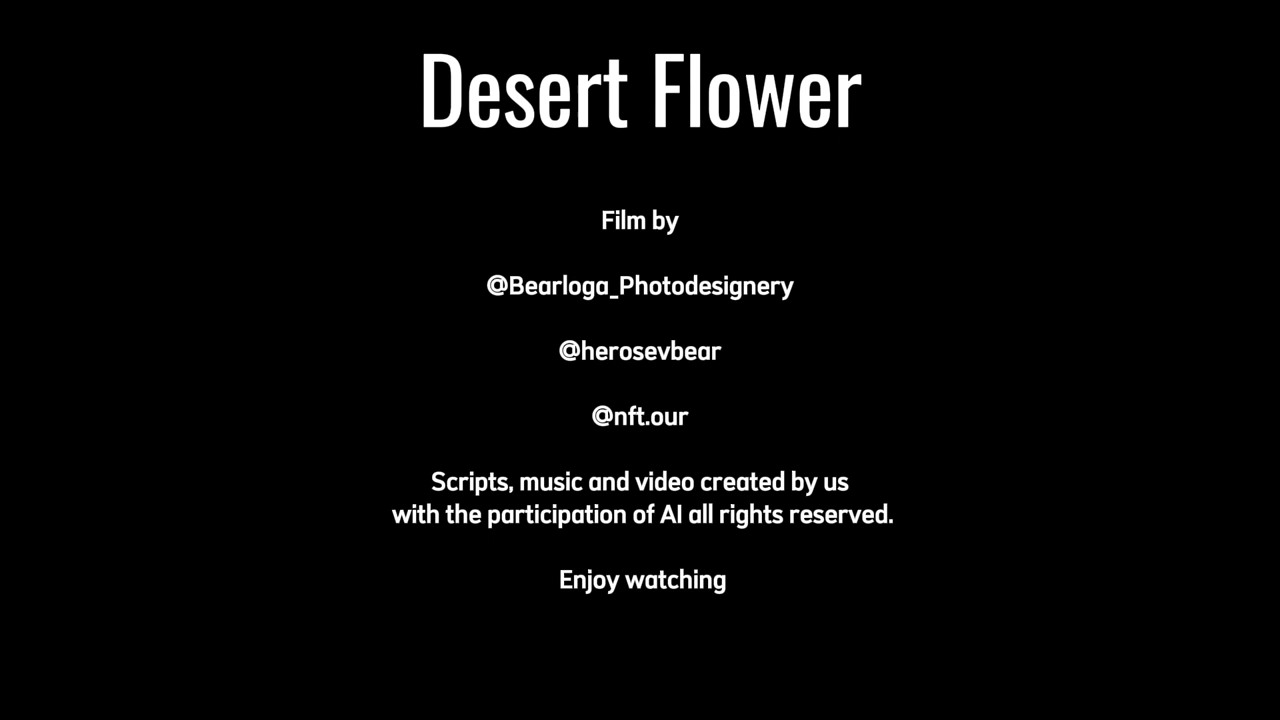 Desert Flower
Film by
@Bearloga_Photodesignery
@herosevbear
@nft.our
Scripts, music and video created by us
with the participation of AI all rights reserved.
Enjoy watching